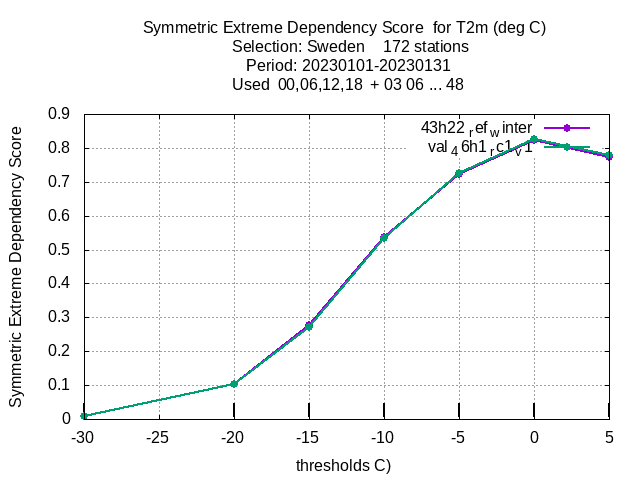 Symmetric Extreme Dependency Score  for T2m (deg C)
Selection: Sweden    172 stations
Period: 20230101-20230131
Used  00,06,12,18  + 03 06 ... 48
Symmetric Extreme Dependency Score
0.9
0.8
0.7
0.6
0.5
0.4
0.3
0.2
0.1
0
43h22_ref_winter
val_46h1_rc1_v1
-30 -25 -20 -15 -10 -5 0 5
thresholds C)